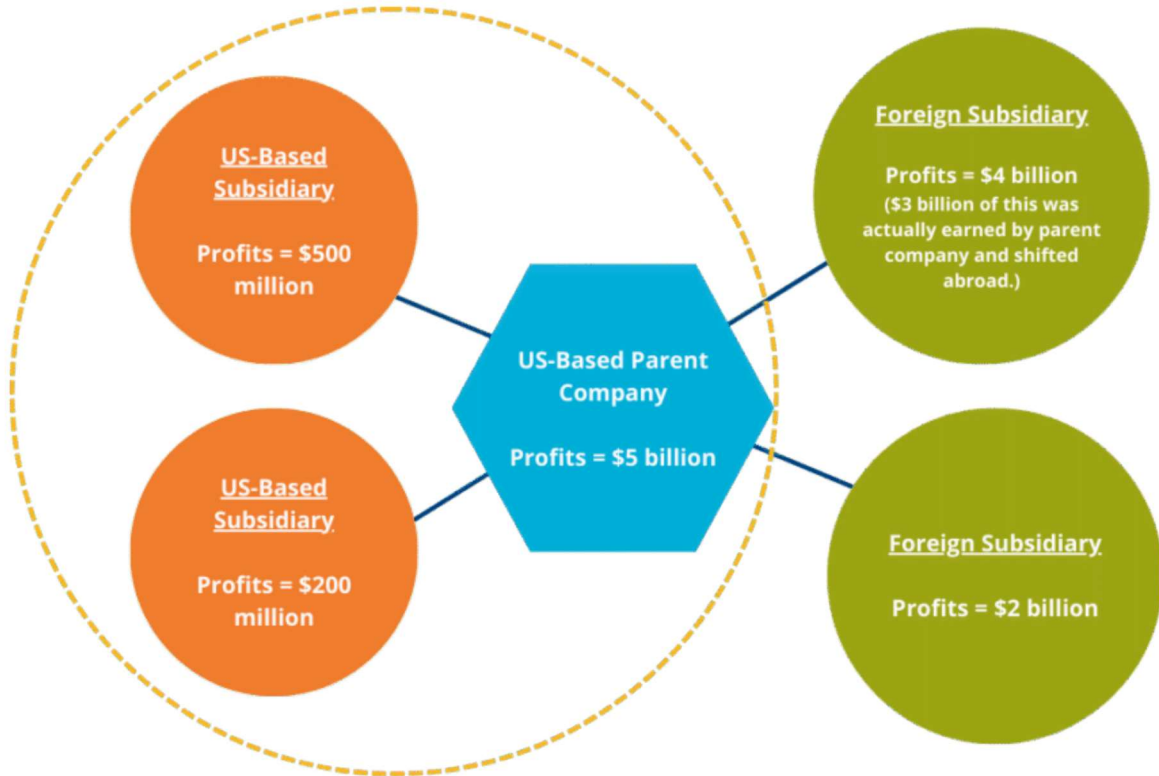 US-Based
Subsidiary
Profits = $500
million
Foreign Subsidiary
Profits = $4 billion
($3 billion of this was
actually earned by parent
company and shifted
abroad.)
US-Based Parent
Company
Profits = $5 billion
US-Based
Subsidiary
Profits = $200
million
Foreign Subsidiary
Profits = $2 billion